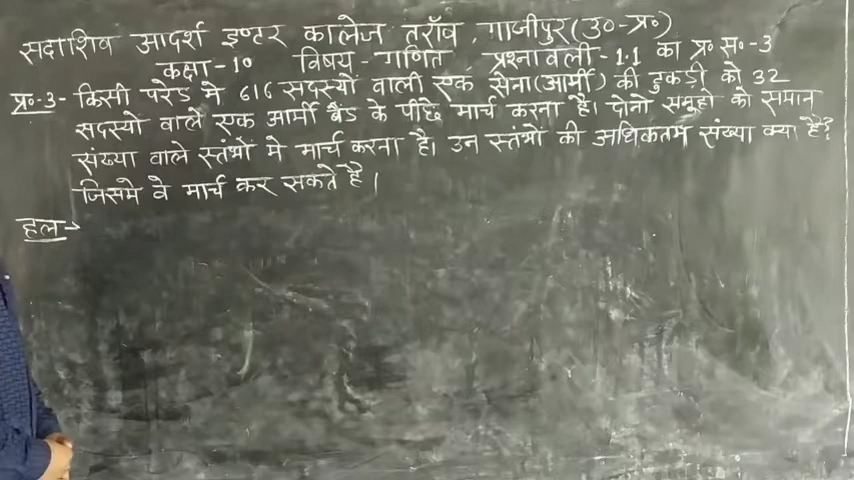 सदाशिव आदर्श इण्टर कालेज तराँव, गाजीपुर (उ०-प्र०)
कक्षा-10 विषय-गणित प्रश्नावली-1.1 का प्र० स०-3
प्र०-3- किसी परेड मे 616 सदस्यो वाली एक सेना(आर्मी) की टुकड़ी को 32
सदस्यो वाले एक आर्मी बैंड के पीछे मार्च करना है। दोनो समूहो को समान
संख्या वाले स्तंभो मे मार्च करना है। उन स्तंभो की अधिकतम संख्या क्या है?
जिसमे वे मार्च कर सकते है।
हल→